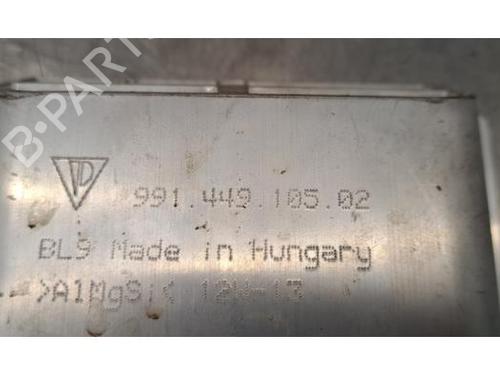 B-PARTS
991.449.105.02
BL9 Made in Hungary
>AlMgSi< 12W-13